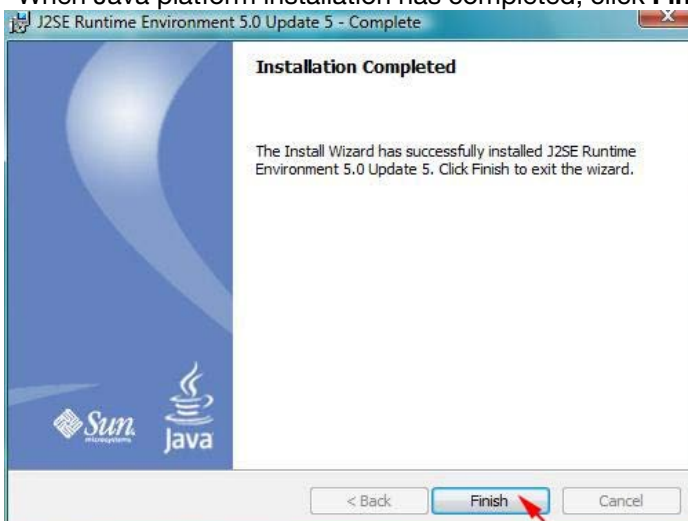 When Java platform installation has completed, click
J2SE Runtime Environment 5.0 Update 5 - Complete
Installation Completed
The Install Wizard has successfully installed J2SE Runtime
Environment 5.0 Update 5. Click Finish to exit the wizard.
Sun
microsystems
Java
< Back
Finish
Cancel